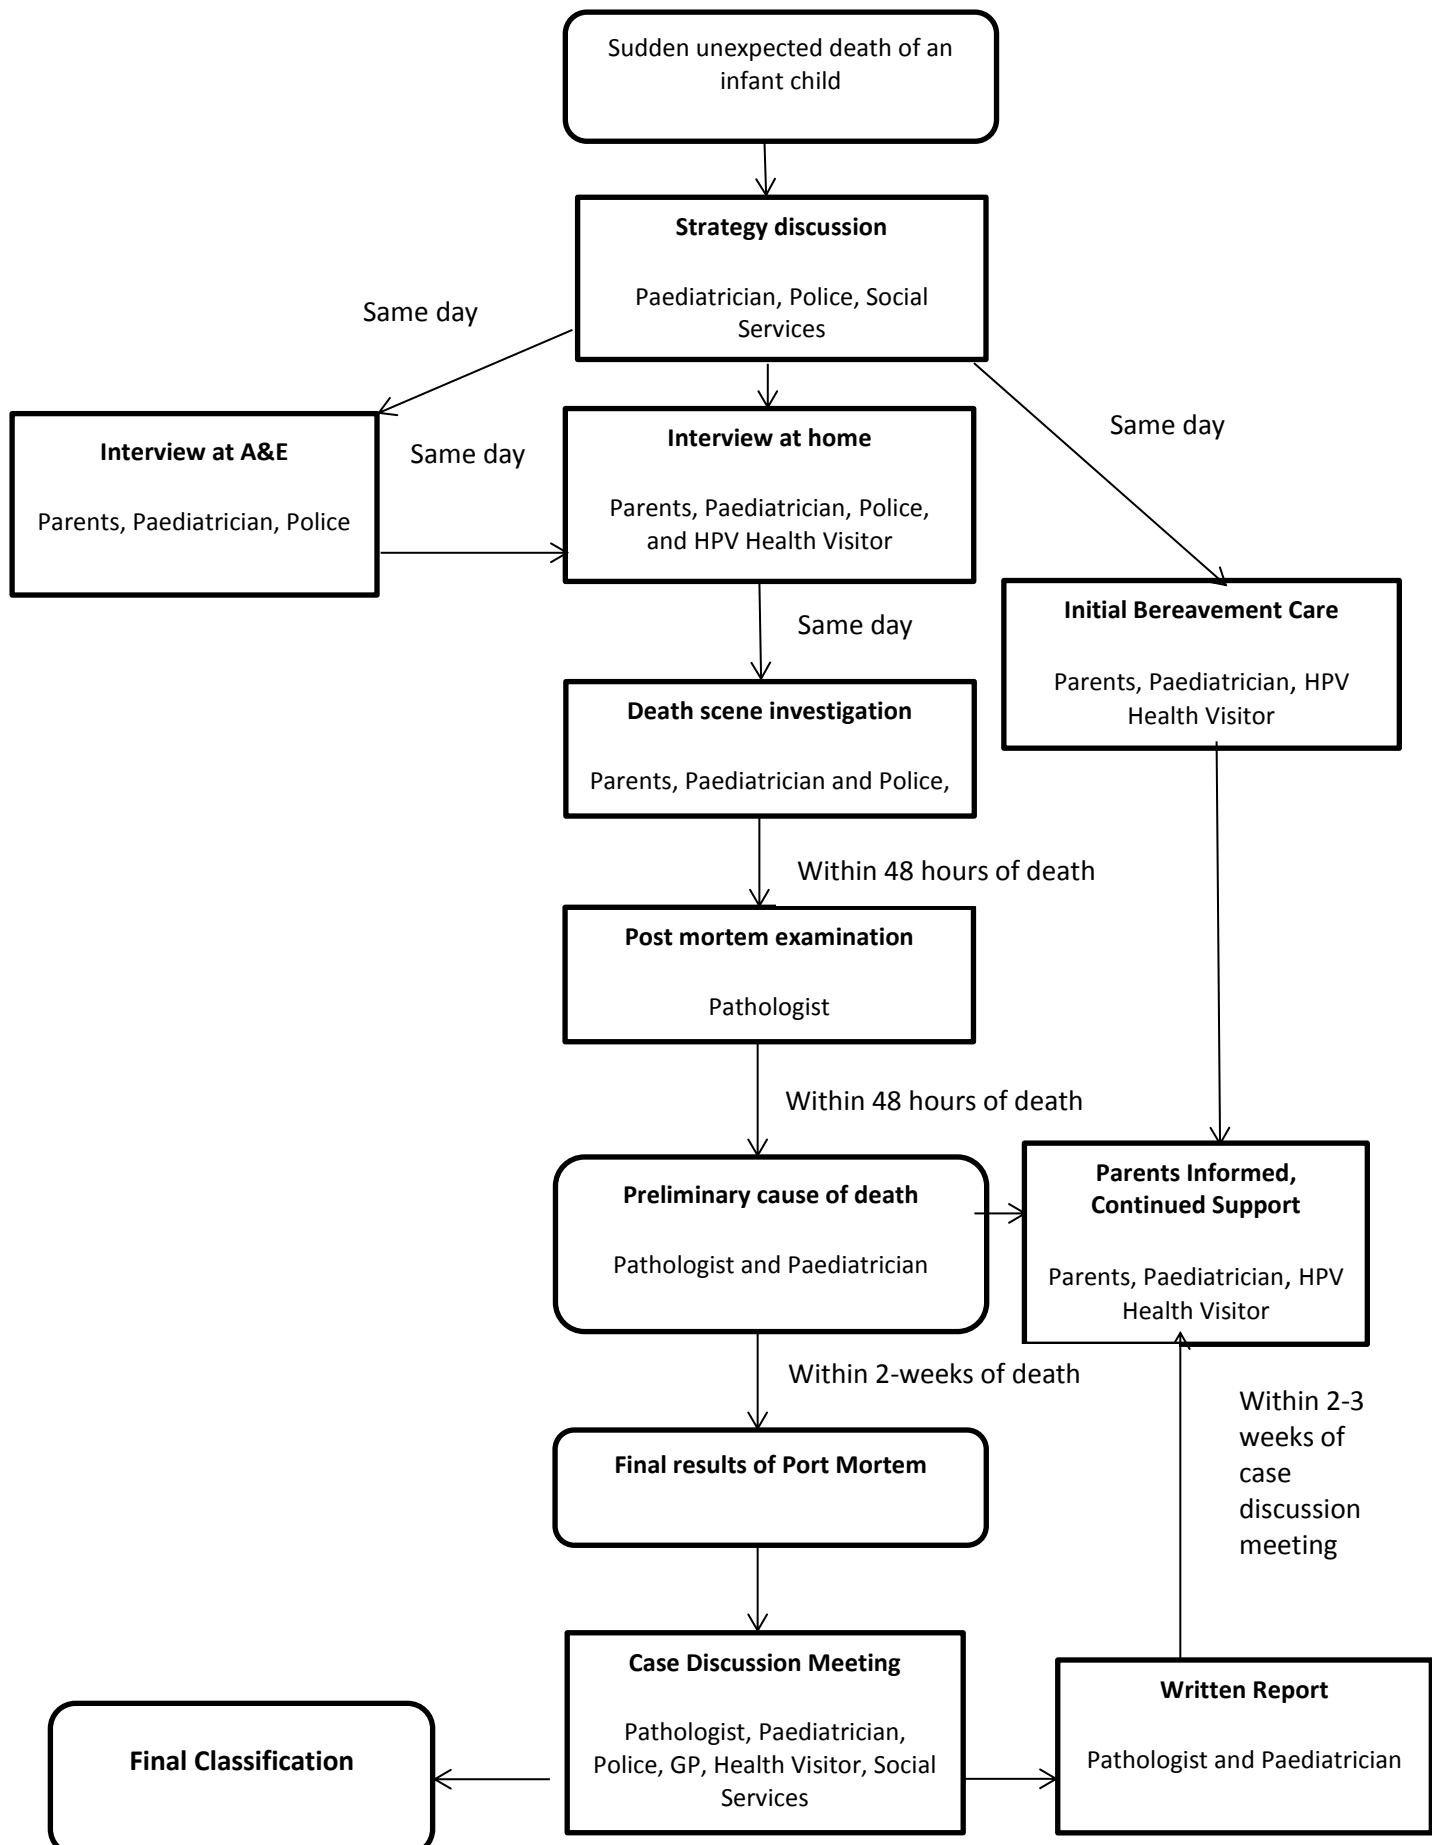 Sudden unexpected death of an
infant child
Strategy discussion
Paediatrician, Police, Social
Services
Same day
Interview at A&E
Parents, Paediatrician, Police
Same day
Interview at home
Parents, Paediatrician, Police,
and HPV Health Visitor
Same day
Initial Bereavement Care
Parents, Paediatrician, HPV
Health Visitor
Same day
Death scene investigation
Parents, Paediatrician and Police,
Within 48 hours of death
Post mortem examination
Pathologist
Within 48 hours of death
Preliminary cause of death
Pathologist and Paediatrician
Parents Informed,
Continued Support
Parents, Paediatrician, HPV
Health Visitor
Within 2-weeks of death
Final results of Port Mortem
Within 2-3
weeks of
case
discussion
meeting
Case Discussion Meeting
Pathologist, Paediatrician,
Police, GP, Health Visitor, Social
Services
Written Report
Pathologist and Paediatrician
Final Classification